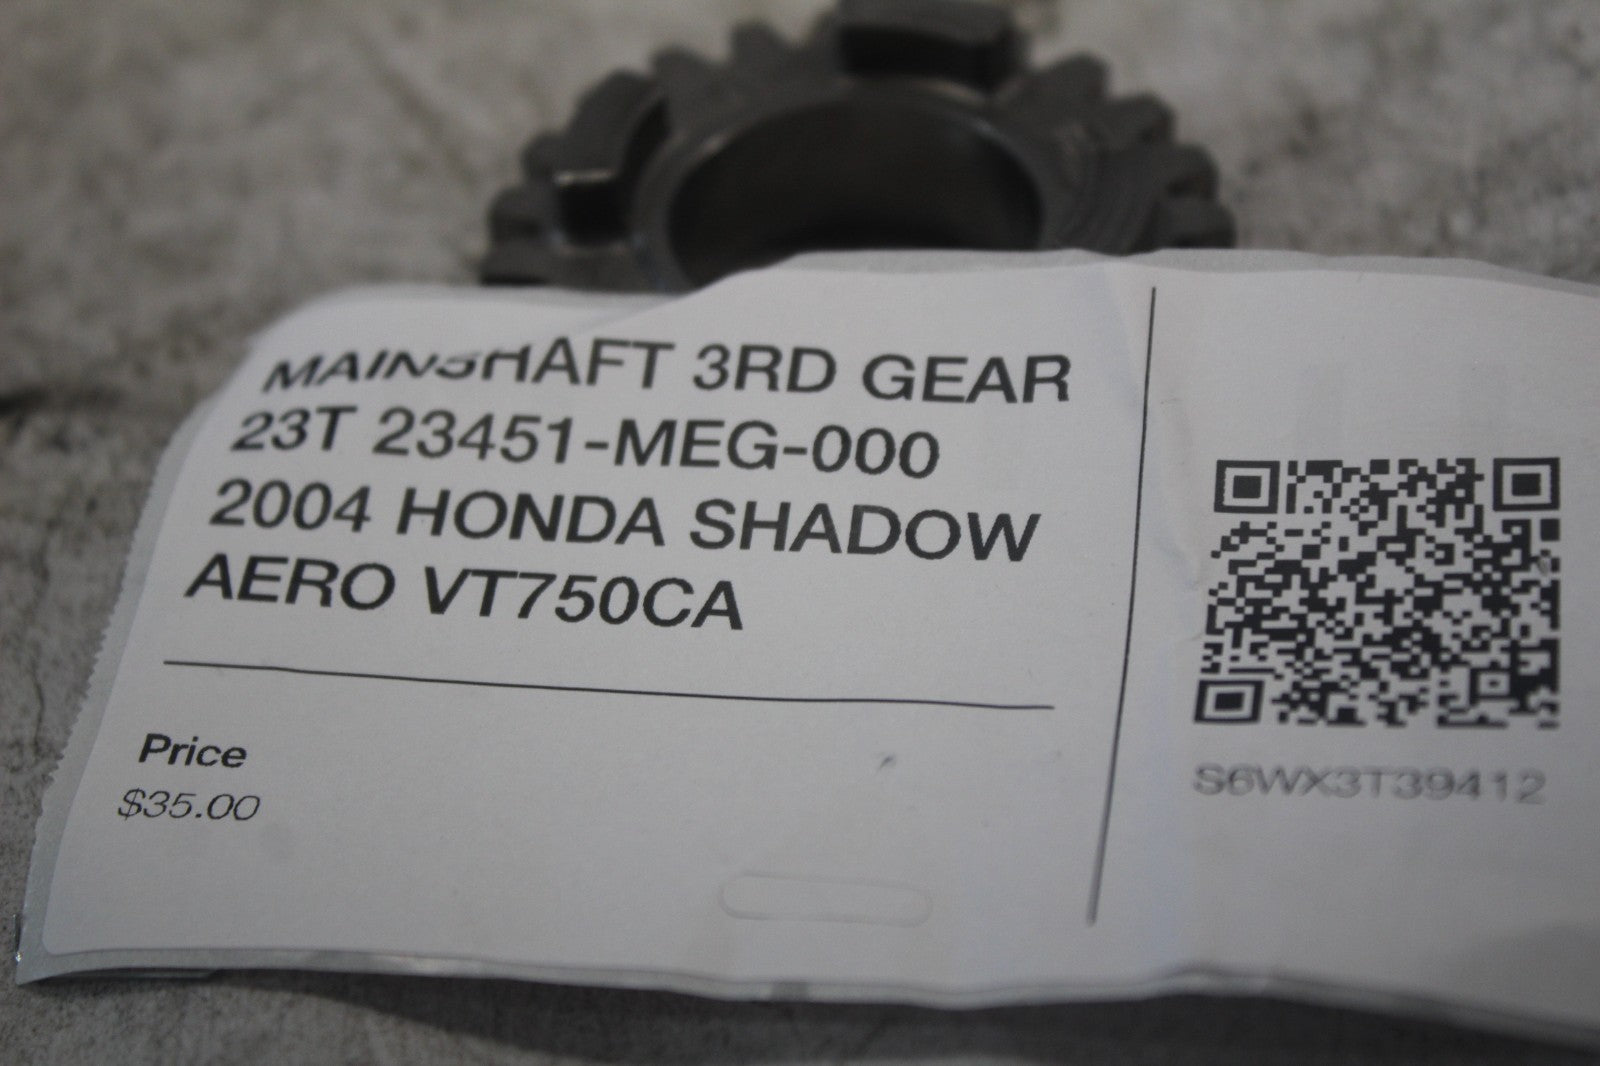 MAINSHAFT 3RD GEAR
23T 23451-MEG-000
2004 HONDA SHADOW
AERO VT750CA
Price
$35.00
S6WX3T39412